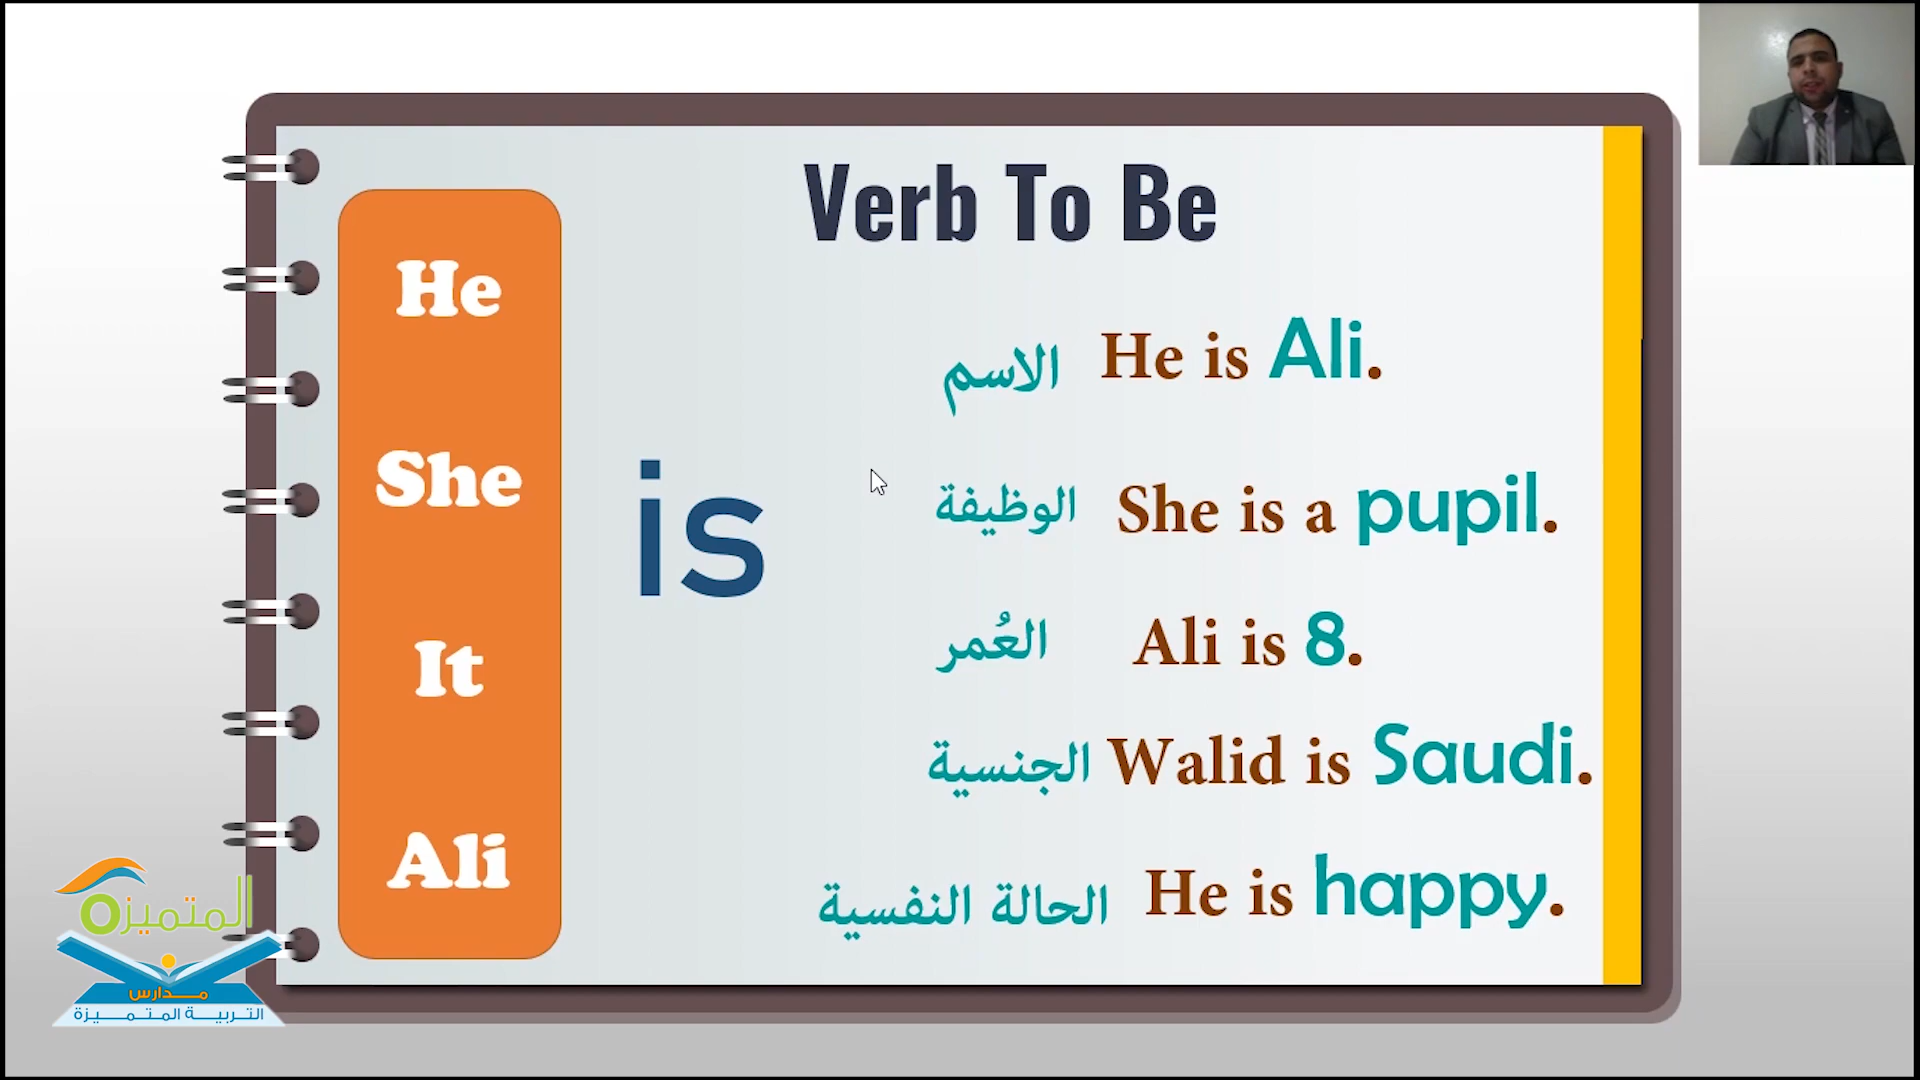 Verb To Be
He
She
It
Ali
is
الاسم He is Ali.
الوظيفة She is a pupil.
العُمر Ali is 8.
الجنسية Walid is Saudi.
الحالة النفسية He is happy.
المتميزة
مدارس
التربية المتميزة